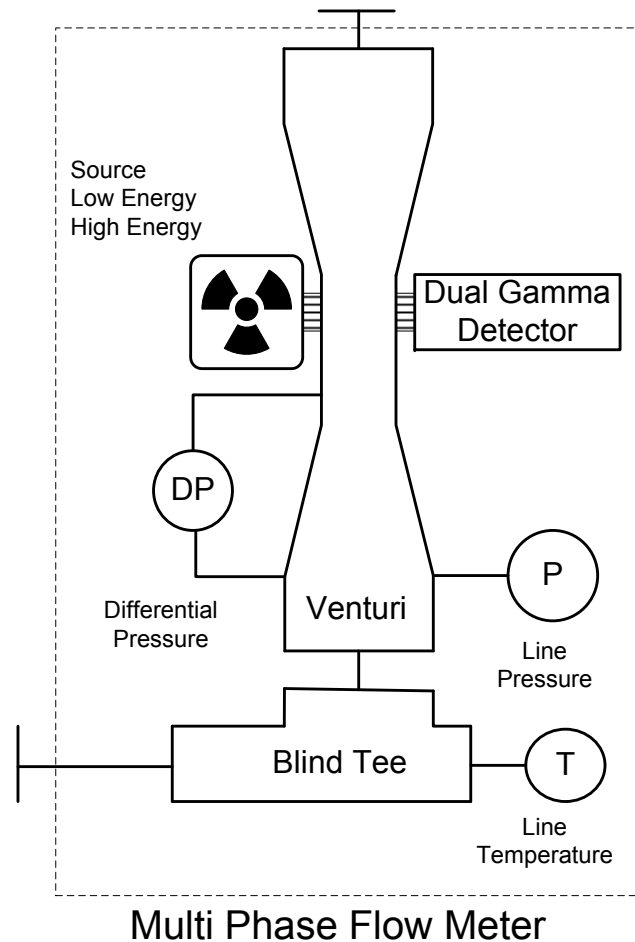 Source
Low Energy
High Energy
Dual Gamma
Detector
DP
Differential
Pressure
Venturi
P
Line
Pressure
Blind Tee
T
Line
Temperature
Multi Phase Flow Meter